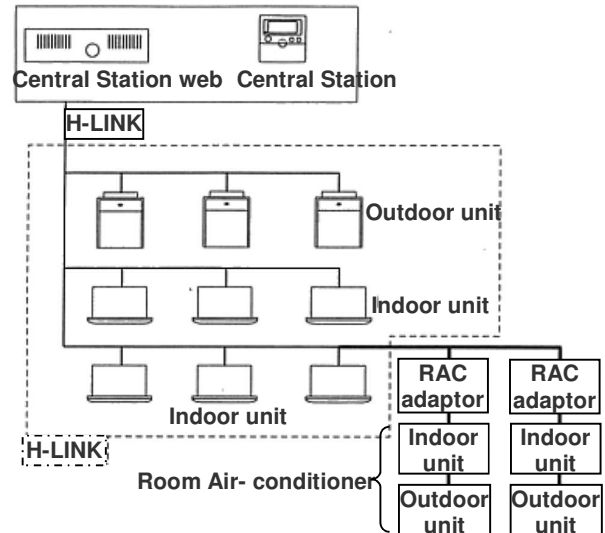 Central Station web Central Station
H-LINK
Outdoor unit
Indoor unit
RAC
adaptor
RAC
adaptor
Indoor unit
H-LINK
Indoor
unit
Indoor
unit
Room Air- conditioner
Outdoor
unit
Outdoor
unit